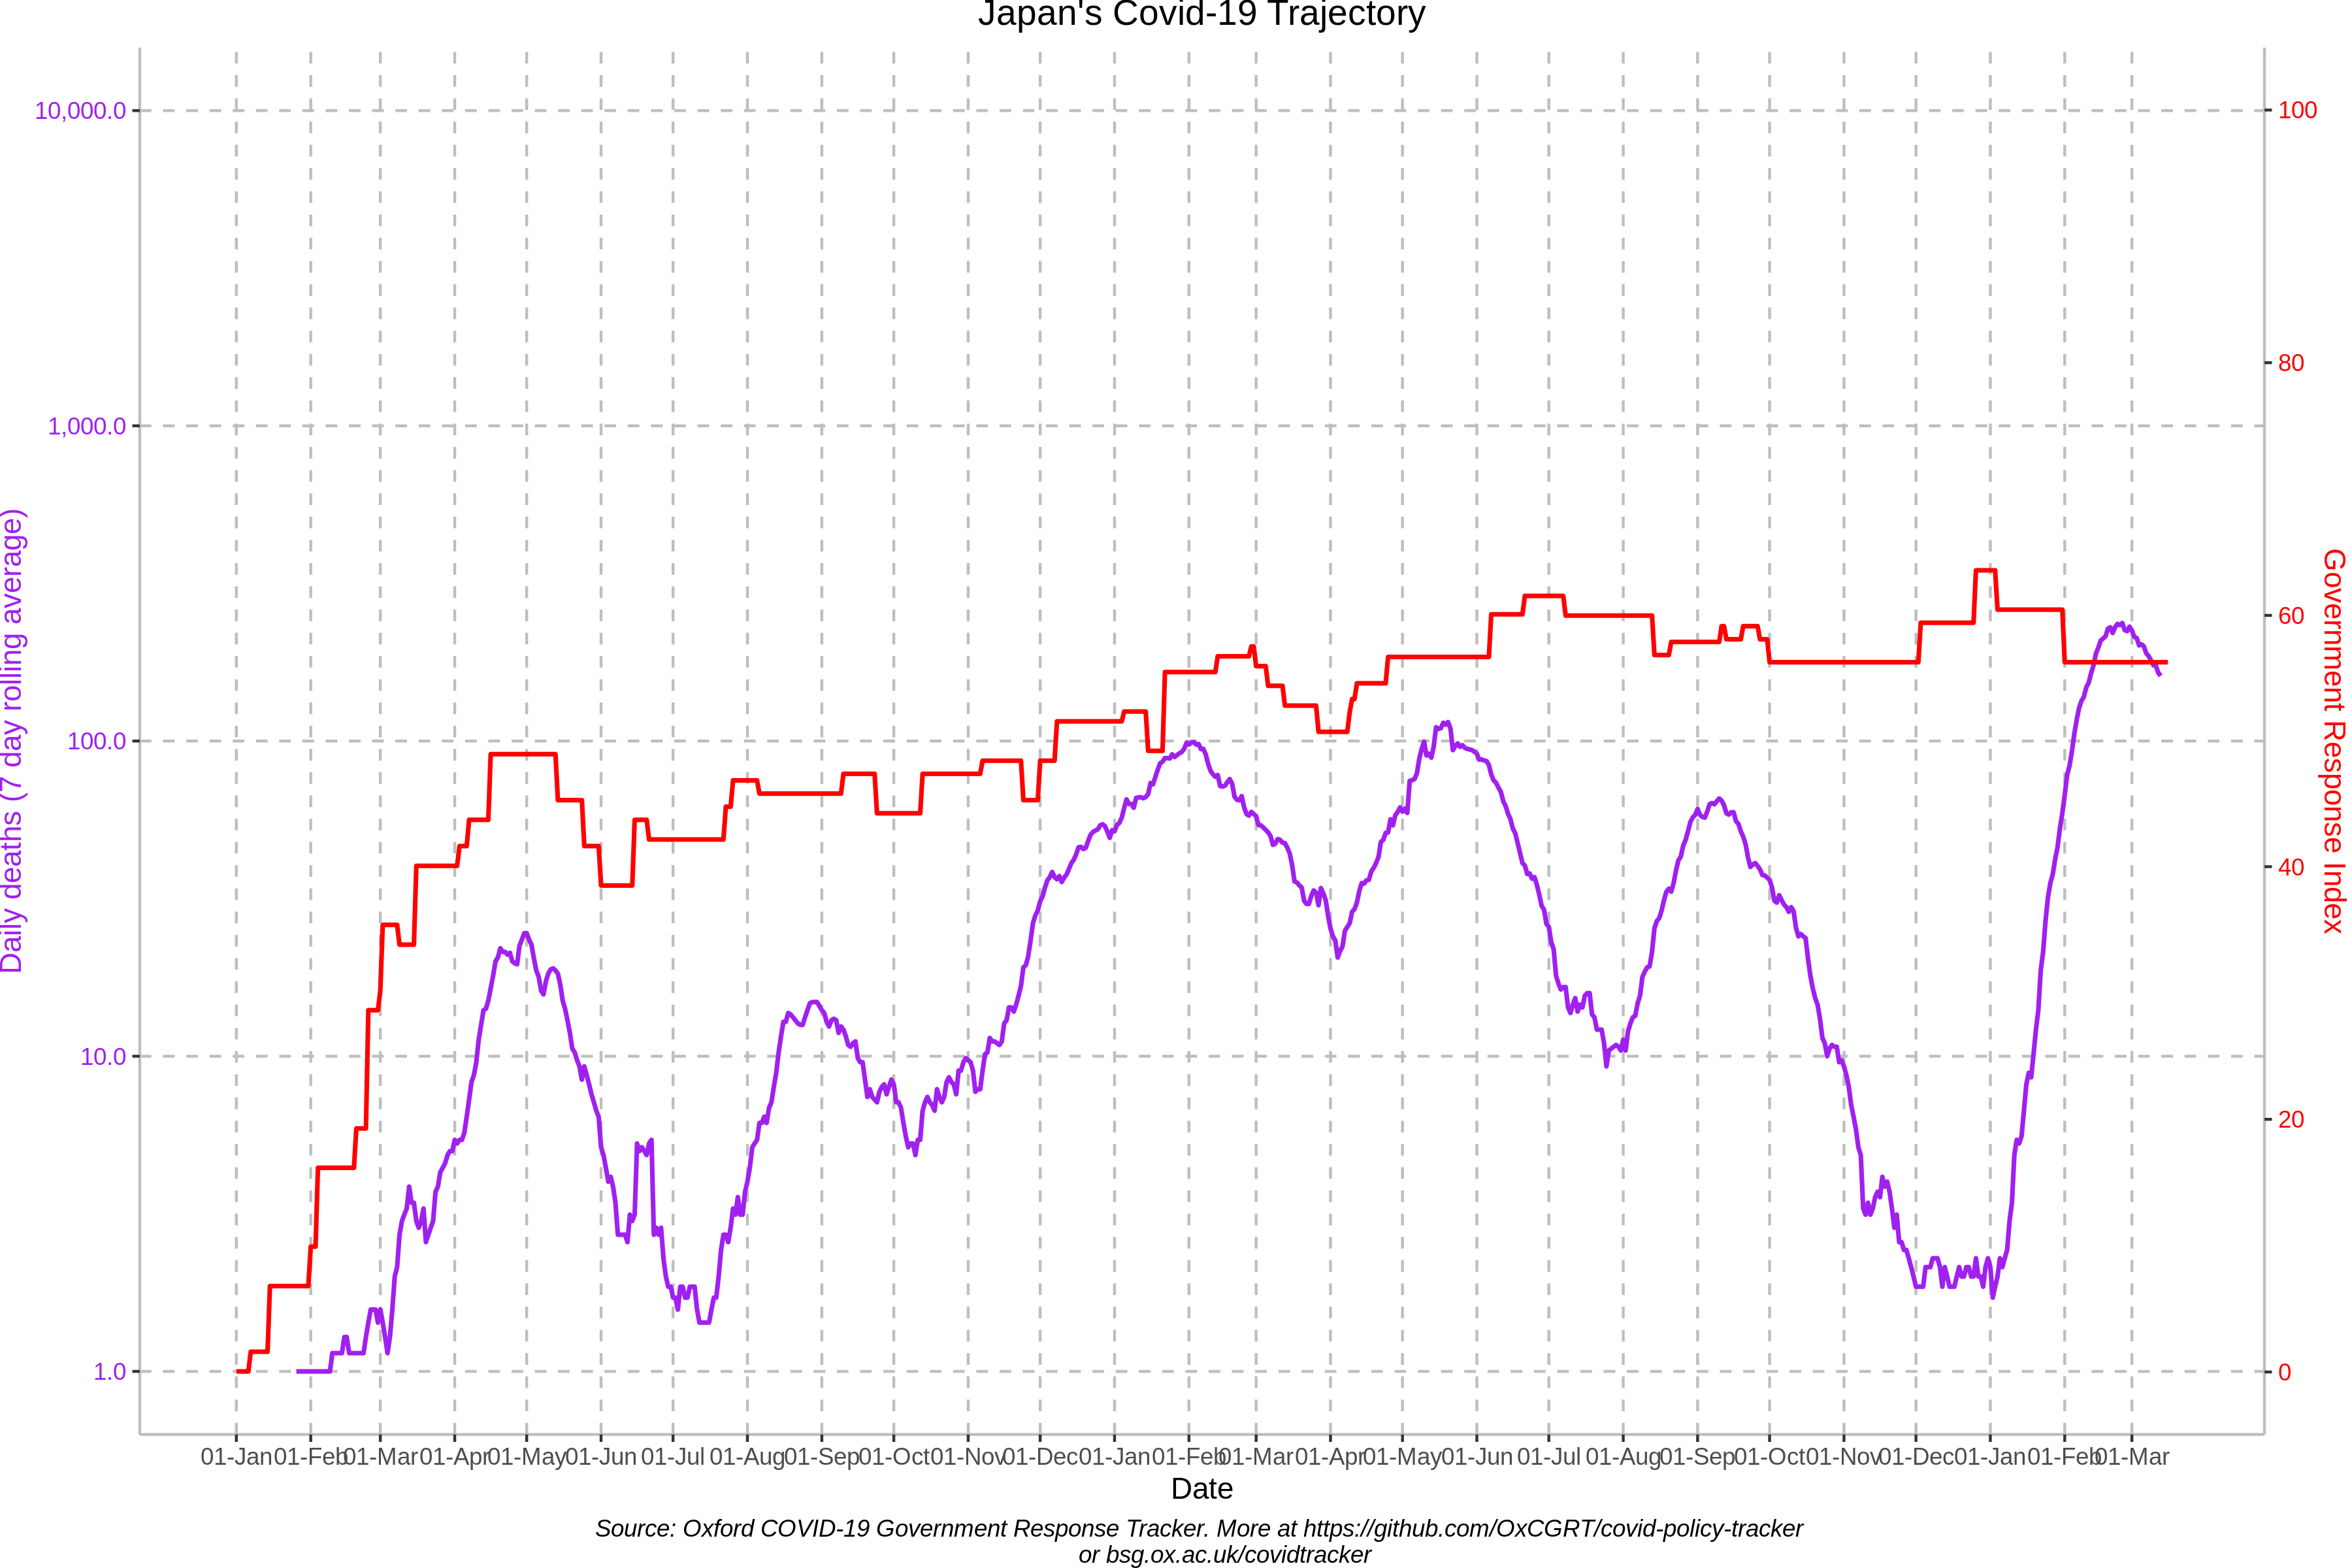 Japan's Covid-19 Trajectory
Daily deaths (7 day rolling average)
10,000.0
1,000.0
100.0
10.0
1.0
Government Response Index
100
80
60
40
20
0
01-Jan 01-Feb 01-Mar 01-Apr 01-May 01-Jun 01-Jul 01-Aug 01-Sep 01-Oct 01-Nov 01-Dec 01-Jan 01-Feb 01-Mar 01-Apr 01-May 01-Jun 01-Jul 01-Aug 01-Sep 01-Oct 01-Nov 01-Dec 01-Jan 01-Feb 01-Mar
Date
Source: Oxford COVID-19 Government Response Tracker. More at https://github.com/OxCGRT/covid-policy-tracker
or bsg.ox.ac.uk/covidtracker